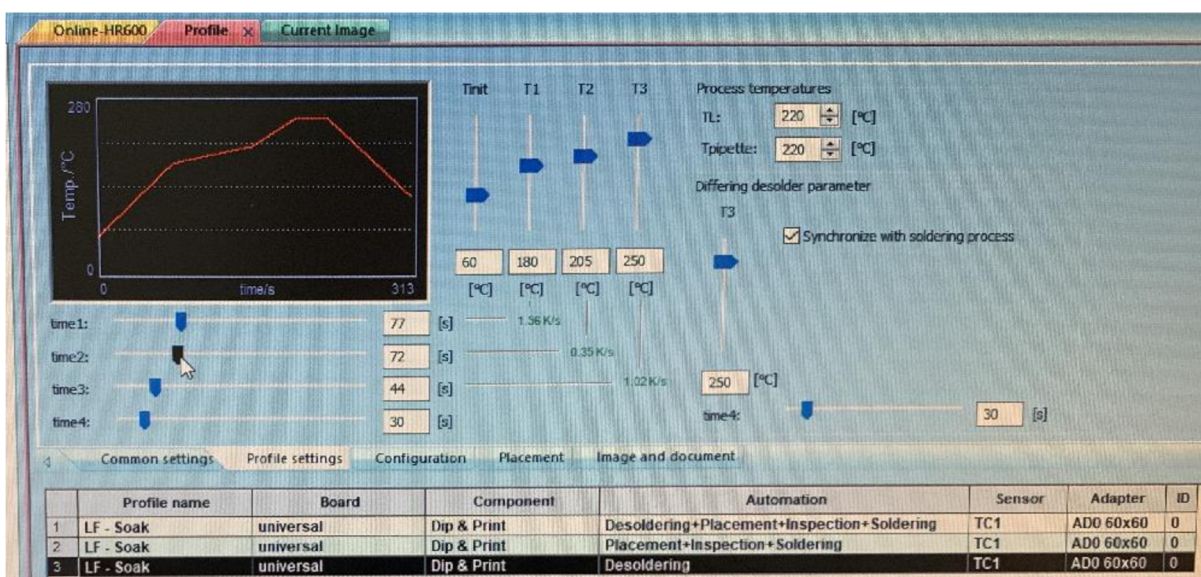 Online-HR600 Profile x Current Image
Tinit T1 T2 T3 Process temperatures
280
TL: 220 [°C]
Tpipette: 220 [°C]
Temp./°C
Differing desolder parameter
T3
Synchronize with soldering process
60 180 205 250
0
[°C] [°C] [°C] [°C]
0 time/s 313
time1: 77 [s] 1.56 K/s
time2: 72 [s] 0.35 K/s
time3: 44 [s] 1.02 K/s 250 [°C]
time4: 30 [s] time4: 30 [s]
Common settings Profile settings Configuration Placement Image and document
Profile name Board Component Automation Sensor Adapter ID
1 LF - Soak universal Dip & Print Desoldering+Placement+Inspection+Soldering TC1 AD0 60x60 0
2 LF - Soak universal Dip & Print Placement+Inspection+Soldering TC1 AD0 60x60 0
3 LF - Soak universal Dip & Print Desoldering TC1 AD0 60x60 0